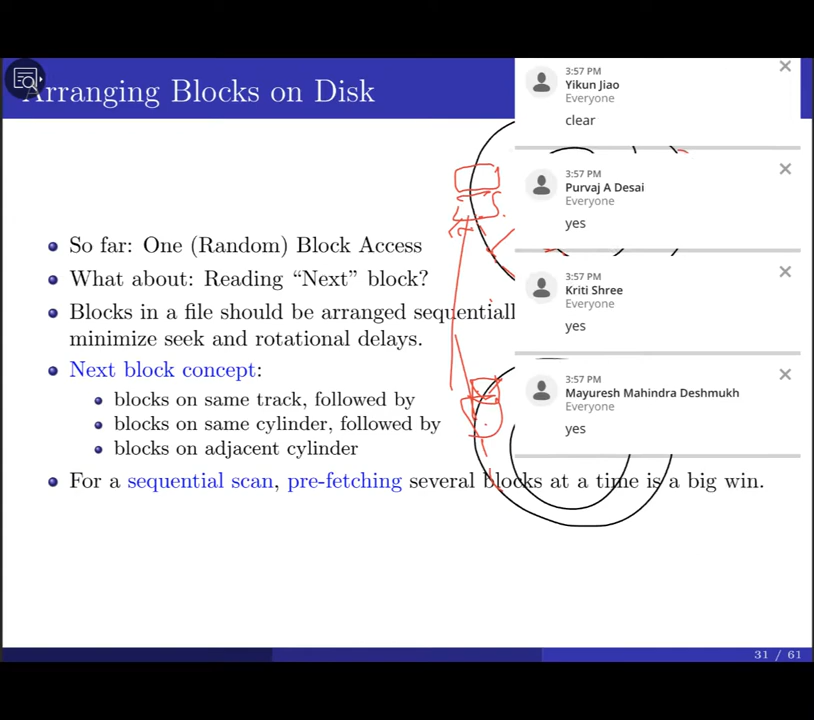 Arranging Blocks on Disk
So far: One (Random) Block Access
What about: Reading “Next” block?
Blocks in a file should be arranged sequentiall
minimize seek and rotational delays.
Next block concept:
blocks on same track, followed by
blocks on same cylinder, followed by
blocks on adjacent cylinder
For a sequential scan, pre-fetching several blocks at a time is a big win.
31 / 61
3:57 PM
Yikun Jiao
Everyone
clear
3:57 PM
Purvaj A Desai
Everyone
yes
3:57 PM
Kriti Shree
Everyone
yes
3:57 PM
Mayuresh Mahindra Deshmukh
Everyone
yes